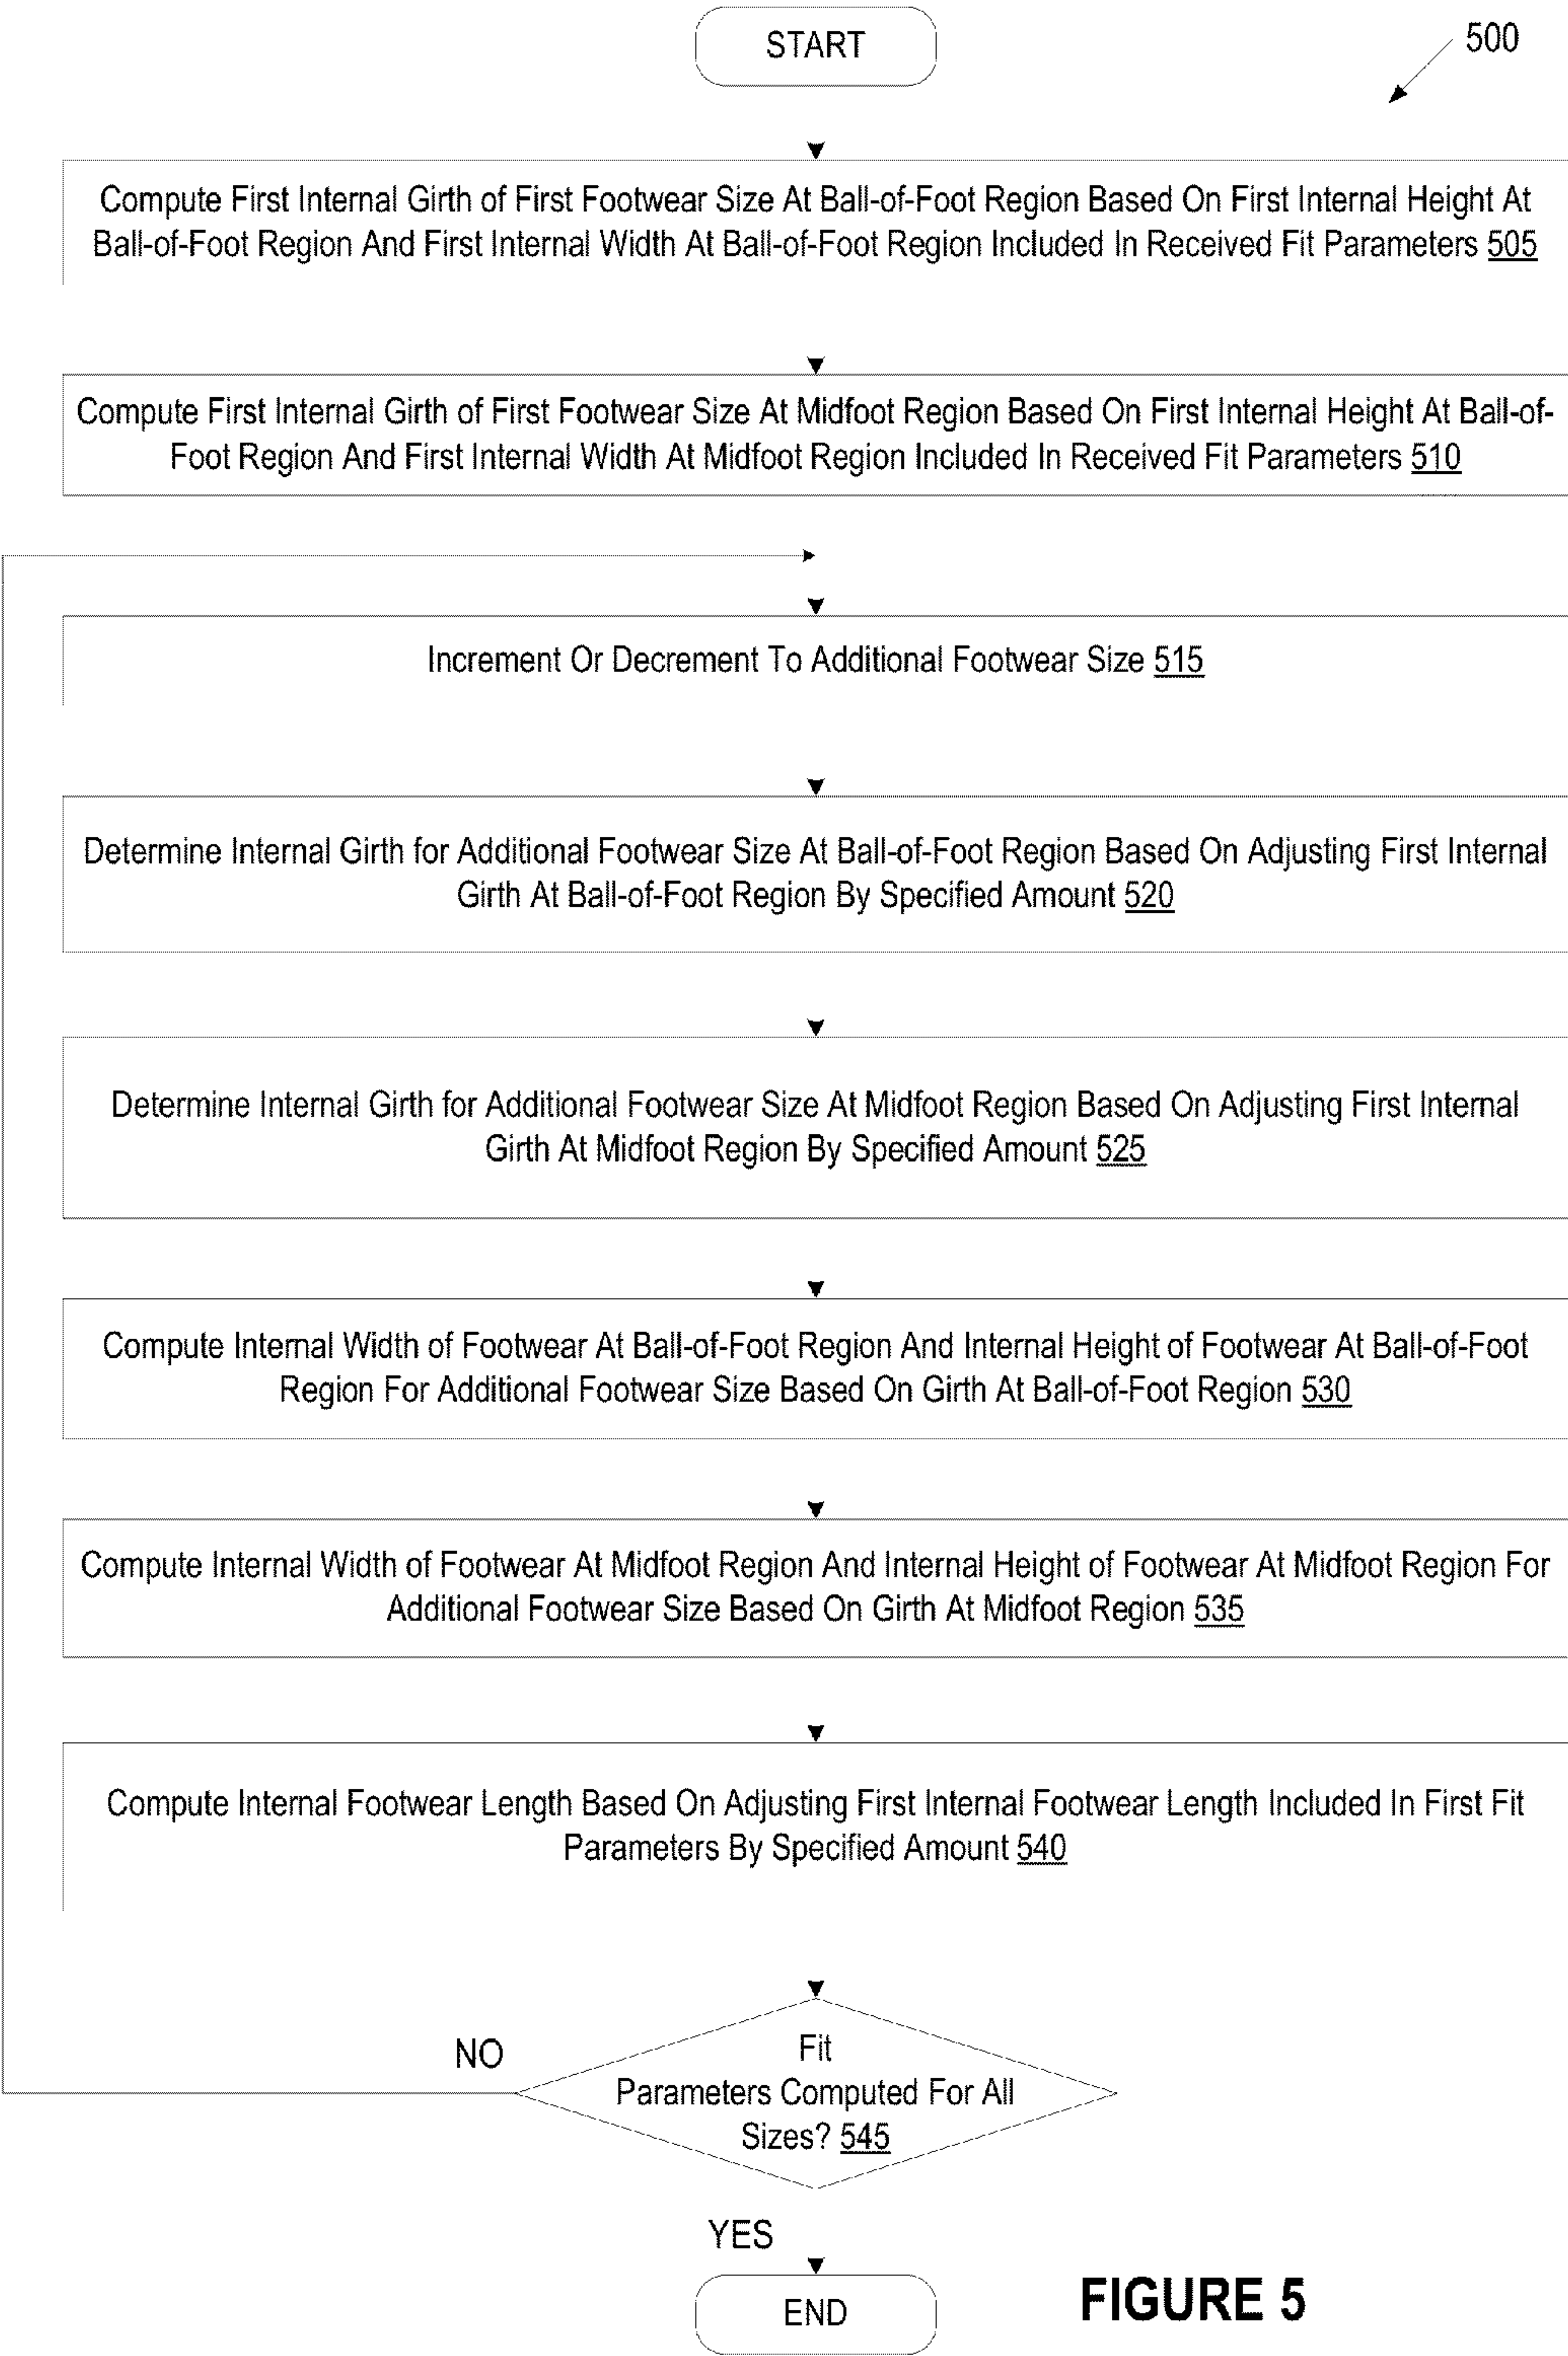 START
500
Compute First Internal Girth of First Footwear Size At Ball-of-Foot Region Based On First Internal Height At
Ball-of-Foot Region And First Internal Width At Ball-of-Foot Region Included In Received Fit Parameters 505
Compute First Internal Girth of First Footwear Size At Midfoot Region Based On First Internal Height At Ball-of-
Foot Region And First Internal Width At Midfoot Region Included In Received Fit Parameters 510
Increment Or Decrement To Additional Footwear Size 515
Determine Internal Girth for Additional Footwear Size At Ball-of-Foot Region Based On Adjusting First Internal
Girth At Ball-of-Foot Region By Specified Amount 520
Determine Internal Girth for Additional Footwear Size At Midfoot Region Based On Adjusting First Internal
Girth At Midfoot Region By Specified Amount 525
Compute Internal Width of Footwear At Ball-of-Foot Region And Internal Height of Footwear At Ball-of-Foot
Region For Additional Footwear Size Based On Girth At Ball-of-Foot Region 530
Compute Internal Width of Footwear At Midfoot Region And Internal Height of Footwear At Midfoot Region For
Additional Footwear Size Based On Girth At Midfoot Region 535
Compute Internal Footwear Length Based On Adjusting First Internal Footwear Length Included In First Fit
Parameters By Specified Amount 540
NO
Fit
Parameters Computed For All
Sizes? 545
YES
END
FIGURE 5